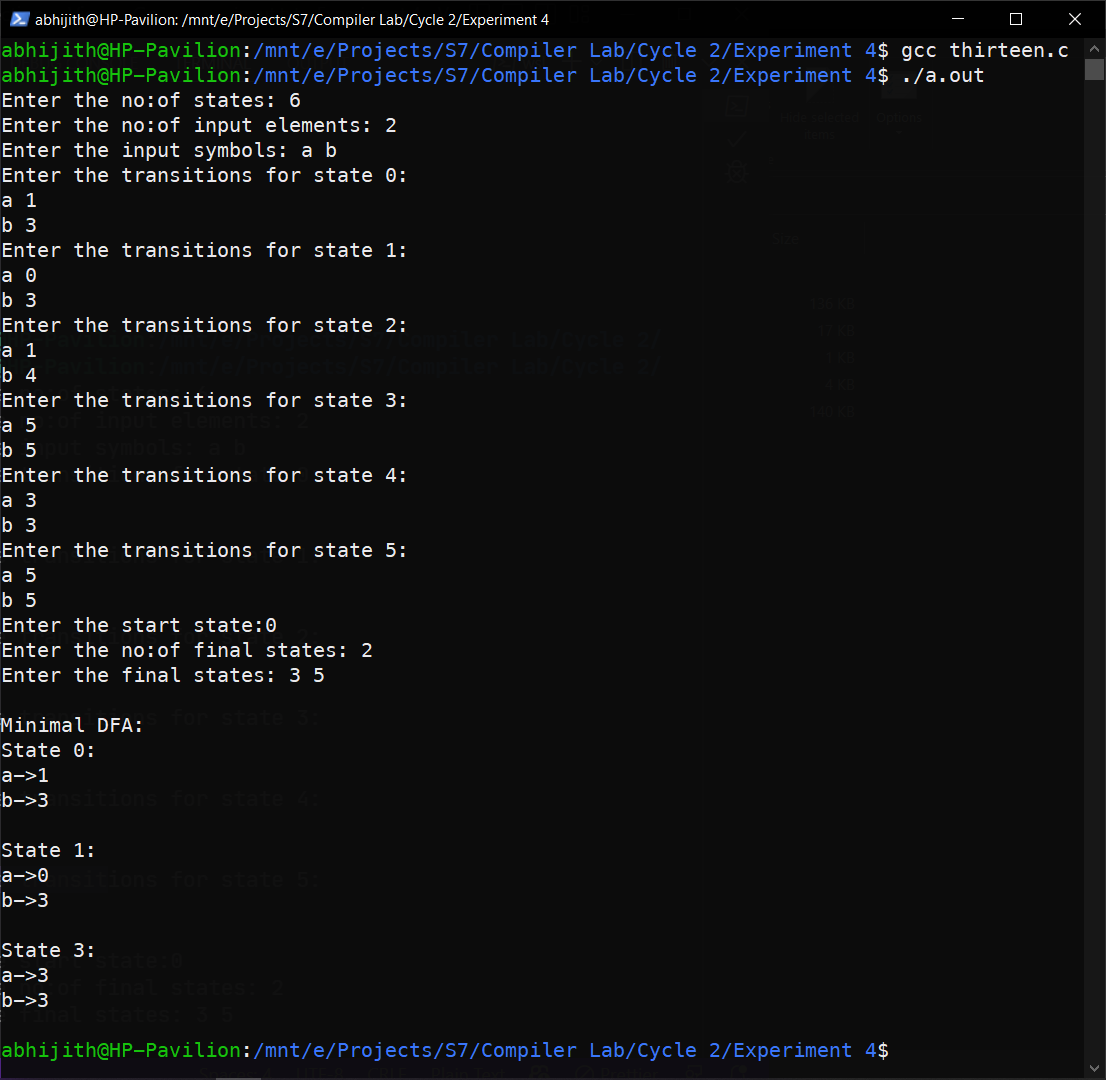 abhijith@HP-Pavilion: /mnt/e/Projects/S7/Compiler Lab/Cycle 2/Experiment 4
abhijith@HP-Pavilion:/mnt/e/Projects/S7/Compiler Lab/Cycle 2/Experiment 4$ gcc thirteen.c
abhijith@HP-Pavilion:/mnt/e/Projects/S7/Compiler Lab/Cycle 2/Experiment 4$ ./a.out
Enter the no:of states: 6
Enter the no:of input elements: 2
Enter the input symbols: a b
Enter the transitions for state 0:
a 1
b 3
Enter the transitions for state 1:
a 0
b 3
Enter the transitions for state 2:
a 1
b 4
Enter the transitions for state 3:
a 5
b 5
Enter the transitions for state 4:
a 3
b 3
Enter the transitions for state 5:
a 5
b 5
Enter the start state:0
Enter the no:of final states: 2
Enter the final states: 3 5
Minimal DFA:
State 0:
a->1
b->3
State 1:
a->0
b->3
State 3:
a->3
b->3
abhijith@HP-Pavilion:/mnt/e/Projects/S7/Compiler Lab/Cycle 2/Experiment 4$